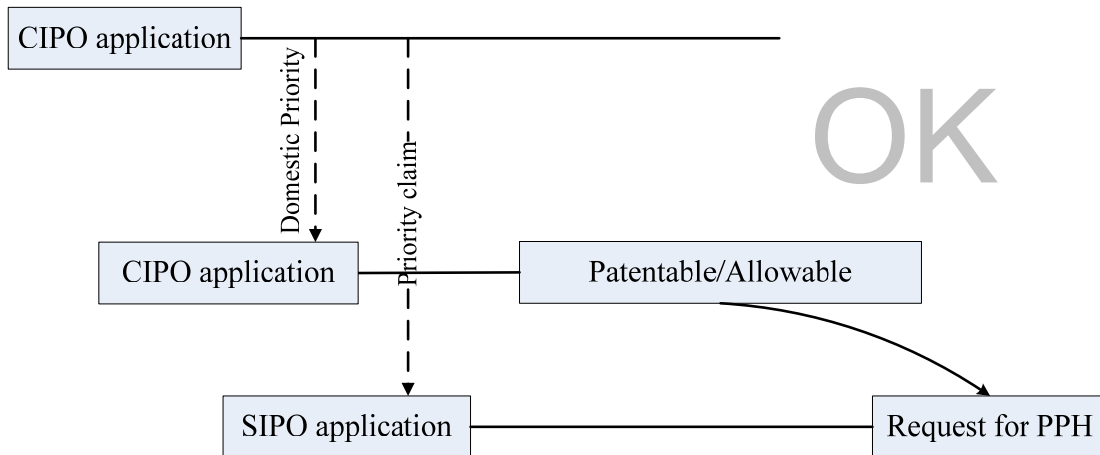 CIPO application
Domestic Priority
Priority claim
OK
CIPO application
Patentable/Allowable
SIPO application
Request for PPH